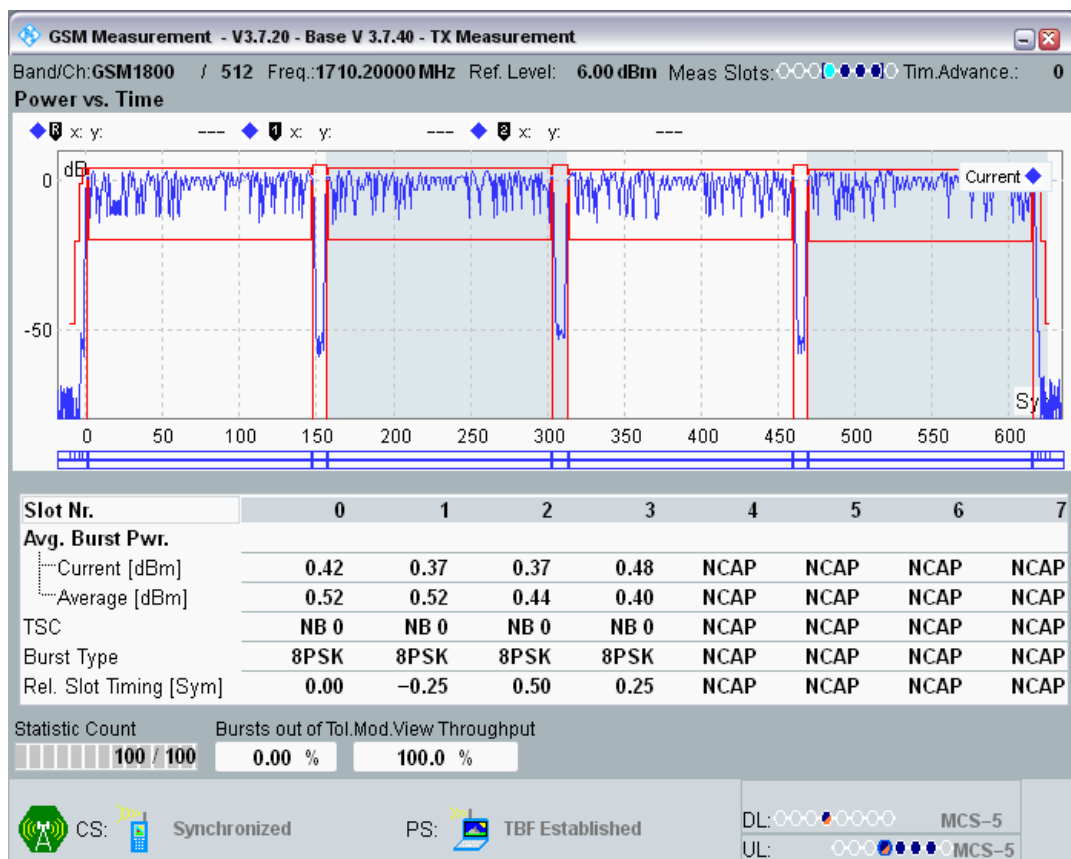 GSM Measurement - V3.7.20 - Base V 3.7.40 - TX Measurement
Band/Ch:GSM1800 / 512 Freq.:1710.20000 MHz Ref. Level: 6.00 dBm Meas Slots: Tim.Advance.: 0
Power vs. Time
R x: y: --- 1 x: y: --- 2 x: y: ---
dB
Current
0
-50
Sy
0 50 100 150 200 250 300 350 400 450 500 550 600
Slot Nr. 0 1 2 3 4 5 6 7
Avg. Burst Pwr.
Current [dBm] 0.42 0.37 0.37 0.48 NCAP NCAP NCAP NCAP
Average [dBm] 0.52 0.52 0.44 0.40 NCAP NCAP NCAP NCAP
TSC NB 0 NB 0 NB 0 NB 0 NCAP NCAP NCAP NCAP
Burst Type 8PSK 8PSK 8PSK 8PSK NCAP NCAP NCAP NCAP
Rel. Slot Timing [Sym] 0.00 −0.25 0.50 0.25 NCAP NCAP NCAP NCAP
Statistic Count Bursts out of Tol. Mod.View Throughput
100 / 100 0.00 % 100.0 %
CS: Synchronized PS: TBF Established DL: MCS−5
UL: MCS−5